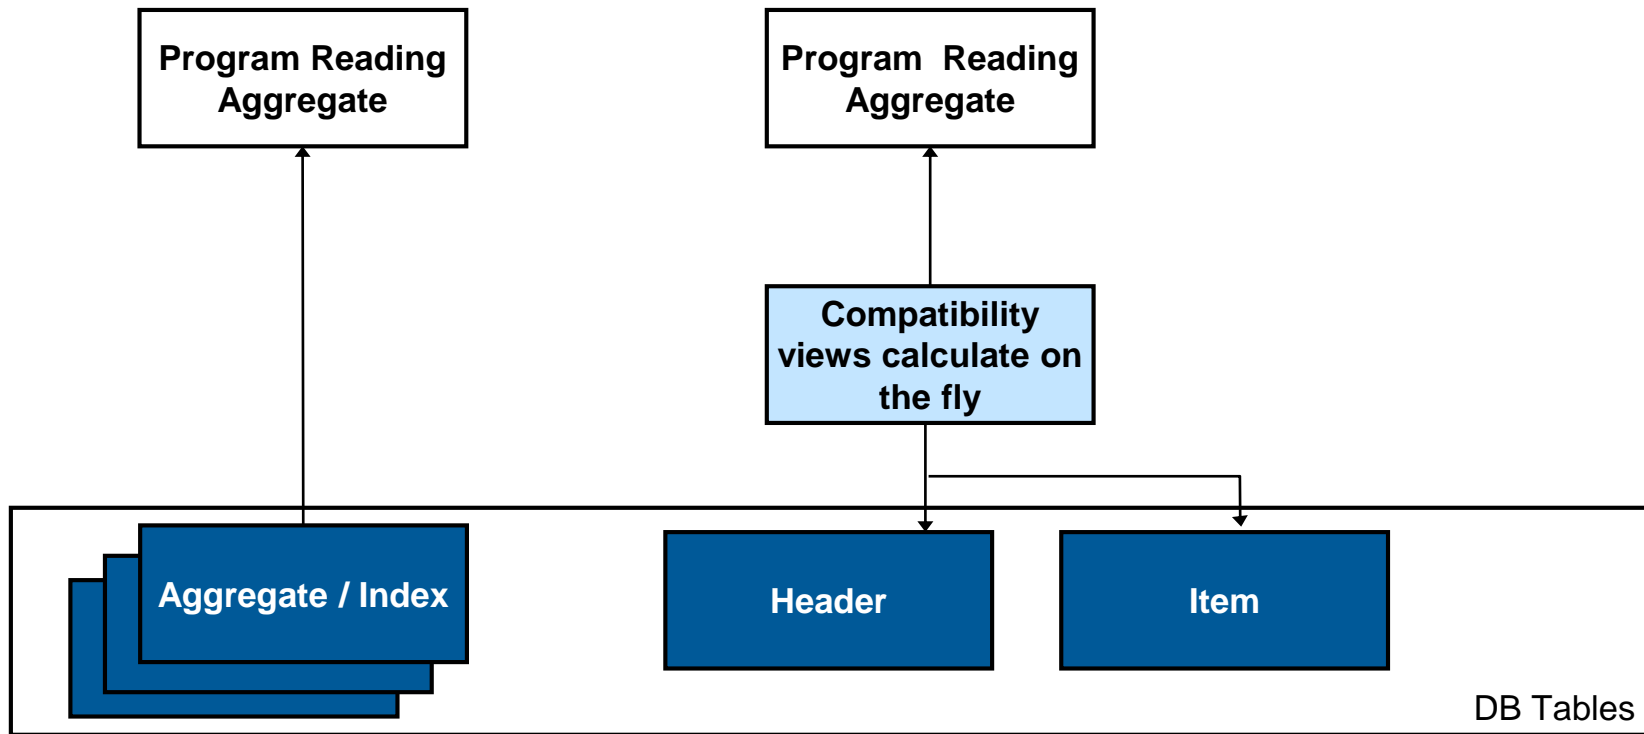 Program Reading
Aggregate
Program  Reading
Aggregate
Compatibility
views calculate on
the fly
Aggregate / Index
Header
Item
DB Tables